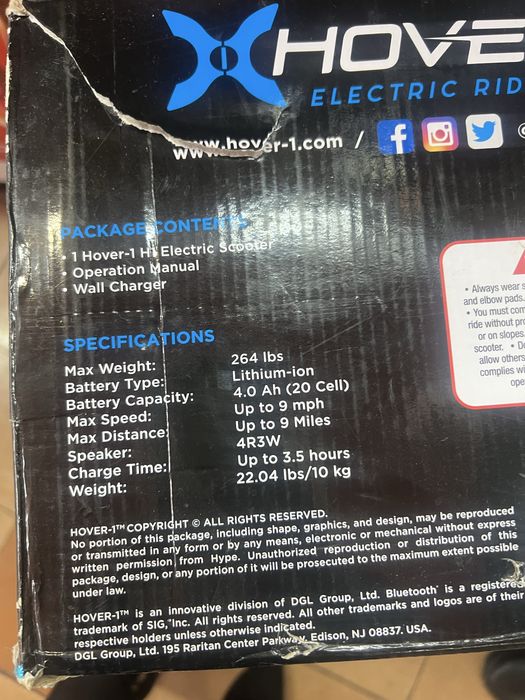 HOVE
ELECTRIC RID
www.hover-1.com /
PACKAGE CONTENTS
• 1 Hover-1 H1 Electric Scooter
• Operation Manual
• Wall Charger
• Always wear s
and elbow pads.
• You must com
ride without pro
or on slopes
scooter. • Do
allow others
complies wi
ope
SPECIFICATIONS
Max Weight: 264 lbs
Battery Type: Lithium-ion
Battery Capacity: 4.0 Ah (20 Cell)
Max Speed: Up to 9 mph
Max Distance: Up to 9 Miles
Speaker: 4R3W
Charge Time: Up to 3.5 hours
Weight: 22.04 lbs/10 kg
HOVER-1™ COPYRIGHT © ALL RIGHTS RESERVED.
No portion of this package, including shape, graphics, and design, may be reproduced
or transmitted in any form or by any means, electronic or mechanical without express
written permission from Hype. Unauthorized reproduction or distribution of this
package, design, or any portion of it will be prosecuted to the maximum extent possible
under law.
HOVER-1™ is an innovative division of DGL Group, Ltd. Bluetooth® is a registered
trademark of SIG, Inc. All rights reserved. All other trademarks and logos are of their
respective holders unless otherwise indicated.
DGL Group, Ltd. 195 Raritan Center Parkway, Edison, NJ 08837. USA.